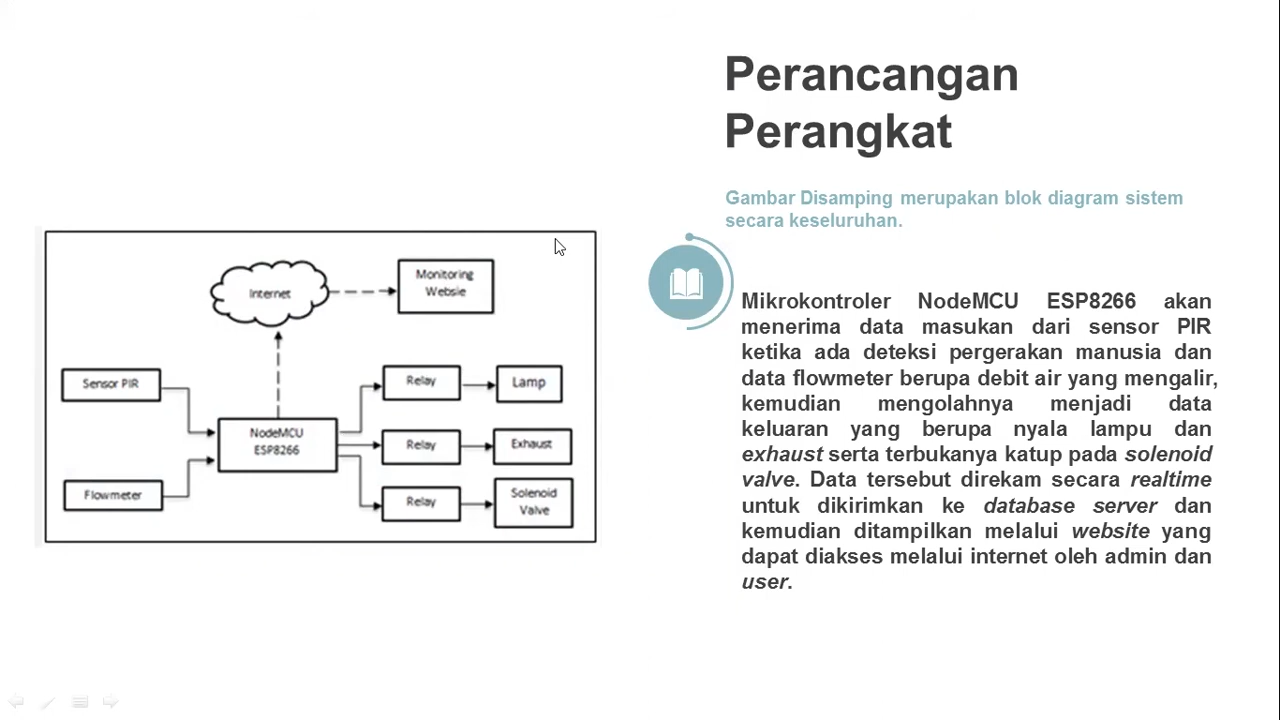 Perancangan
Perangkat
Gambar Disamping merupakan blok diagram sistem
secara keseluruhan.
Internet
Monitoring
Websie
Sensor PIR
Relay
Lamp
NodeMCU
ESP8266
Relay
Exhaust
Flowmeter
Relay
Solenoid
Valve
Mikrokontroler NodeMCU ESP8266 akan
menerima data masukan dari sensor PIR
ketika ada deteksi pergerakan manusia dan
data flowmeter berupa debit air yang mengalir,
kemudian mengolahnya menjadi data
keluaran yang berupa nyala lampu dan
exhaust serta terbukanya katup pada solenoid
valve. Data tersebut direkam secara realtime
untuk dikirimkan ke database server dan
kemudian ditampilkan melalui website yang
dapat diakses melalui internet oleh admin dan
user.